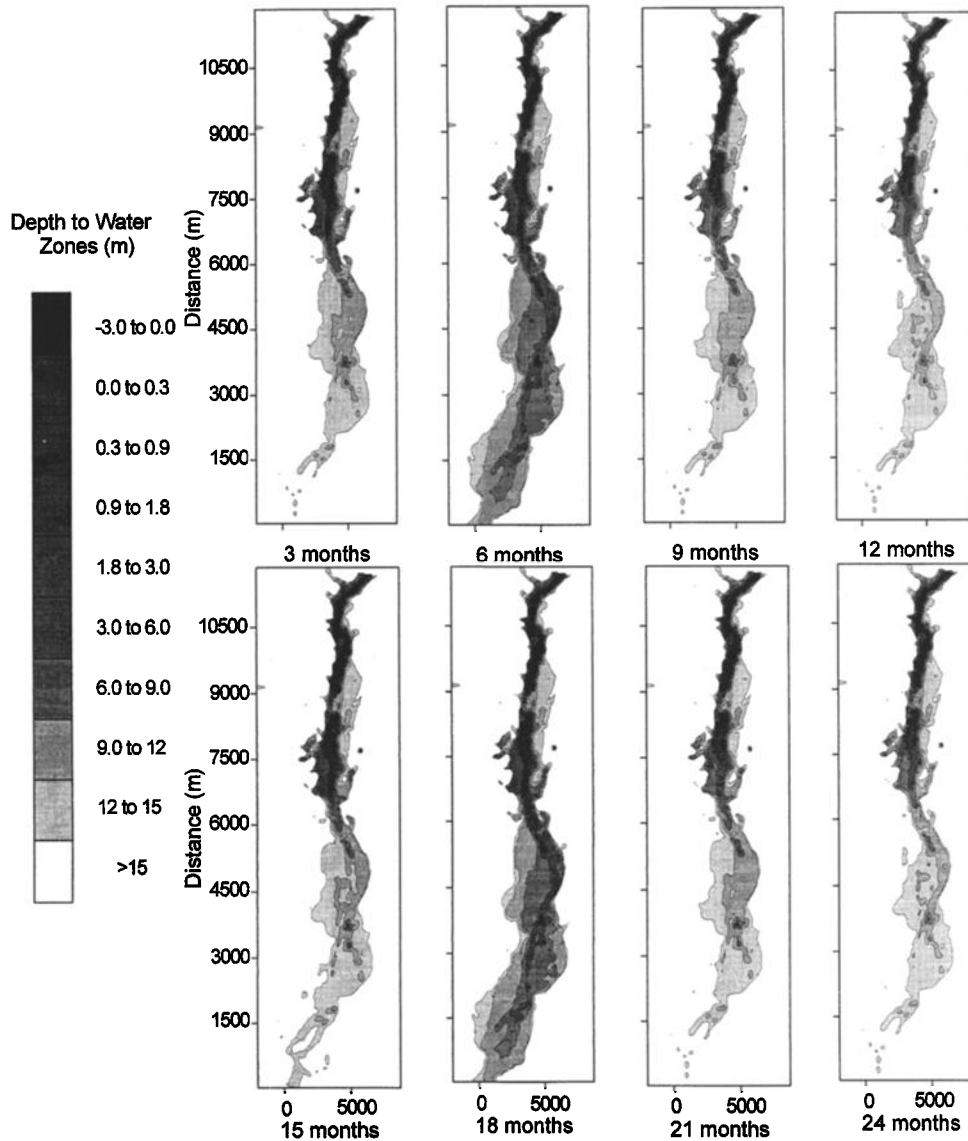 Depth to Water
Zones (m)
-3.0 to 0.0
0.0 to 0.3
0.3 to 0.9
0.9 to 1.8
1.8 to 3.0
3.0 to 6.0
6.0 to 9.0
9.0 to 12
12 to 15
>15
Distance (m)
10500
9000
7500
6000
4500
3000
1500
3 months
6 months
9 months
12 months
Distance (m)
10500
9000
7500
6000
4500
3000
1500
0 5000
15 months
0 5000
18 months
0 5000
21 months
0 5000
24 months